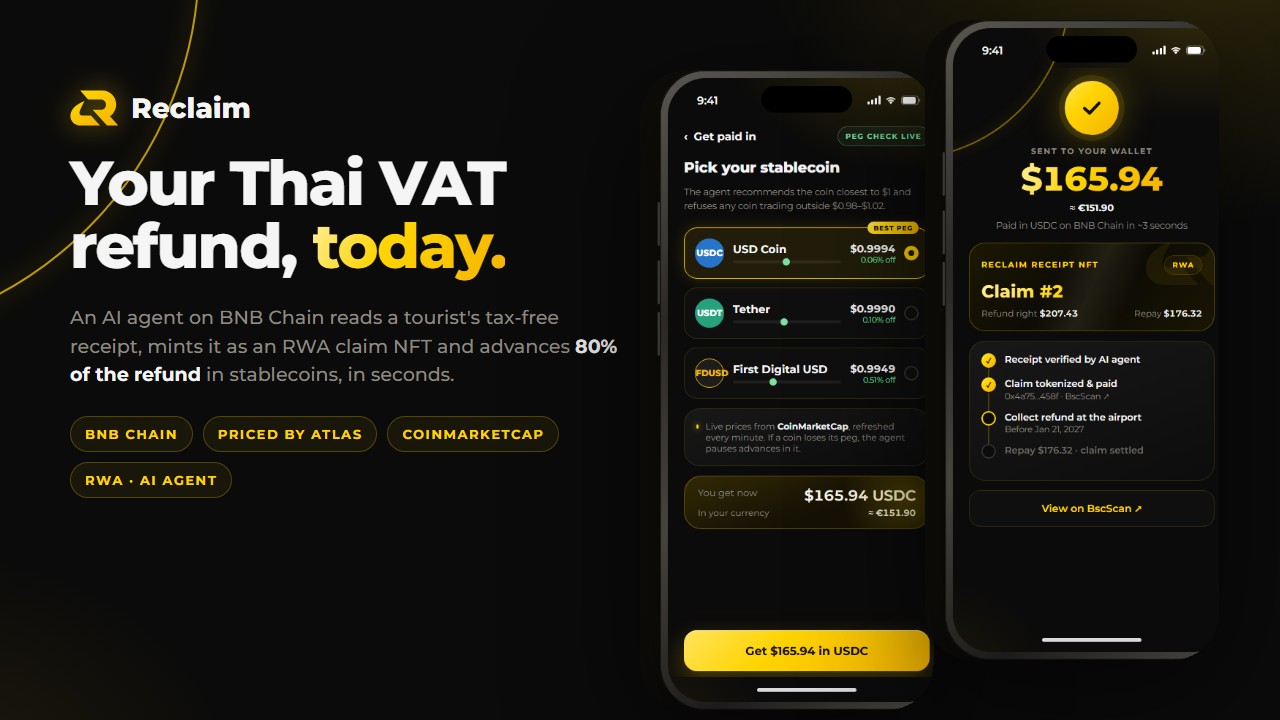 Reclaim
Your Thai VAT
refund, today.
An AI agent on BNB Chain reads a tourist's tax-free
receipt, mints it as an RWA claim NFT and advances 80%
of the refund in stablecoins, in seconds.
BNB CHAIN
PRICED BY ATLAS
COINMARKETCAP
RWA · AI AGENT
9:41
‹ Get paid in
PEG CHECK LIVE
Pick your stablecoin
The agent recommends the coin closest to $1 and
refuses any coin trading outside $0.98–$1.02.
BEST PEG
USDC
USD Coin
$0.9994
0.06% off
USDT
Tether
$0.9990
0.10% off
FDUSD
First Digital USD
$0.9949
0.51% off
Live prices from CoinMarketCap, refreshed
every minute. If a coin loses its peg, the agent
pauses advances in it.
You get now
$165.94 USDC
In your currency
≈ €151.90
Get $165.94 in USDC
9:41
SENT TO YOUR WALLET
$165.94
≈ €151.90
Paid in USDC on BNB Chain in ~3 seconds
RECLAIM RECEIPT NFT
RWA
Claim #2
Refund right $207.43
Repay $176.32
Receipt verified by AI agent
Claim tokenized & paid
0x4a75…458f · BscScan ↗
Collect refund at the airport
Before Jan 21, 2027
Repay $176.32 · claim settled
View on BscScan ↗